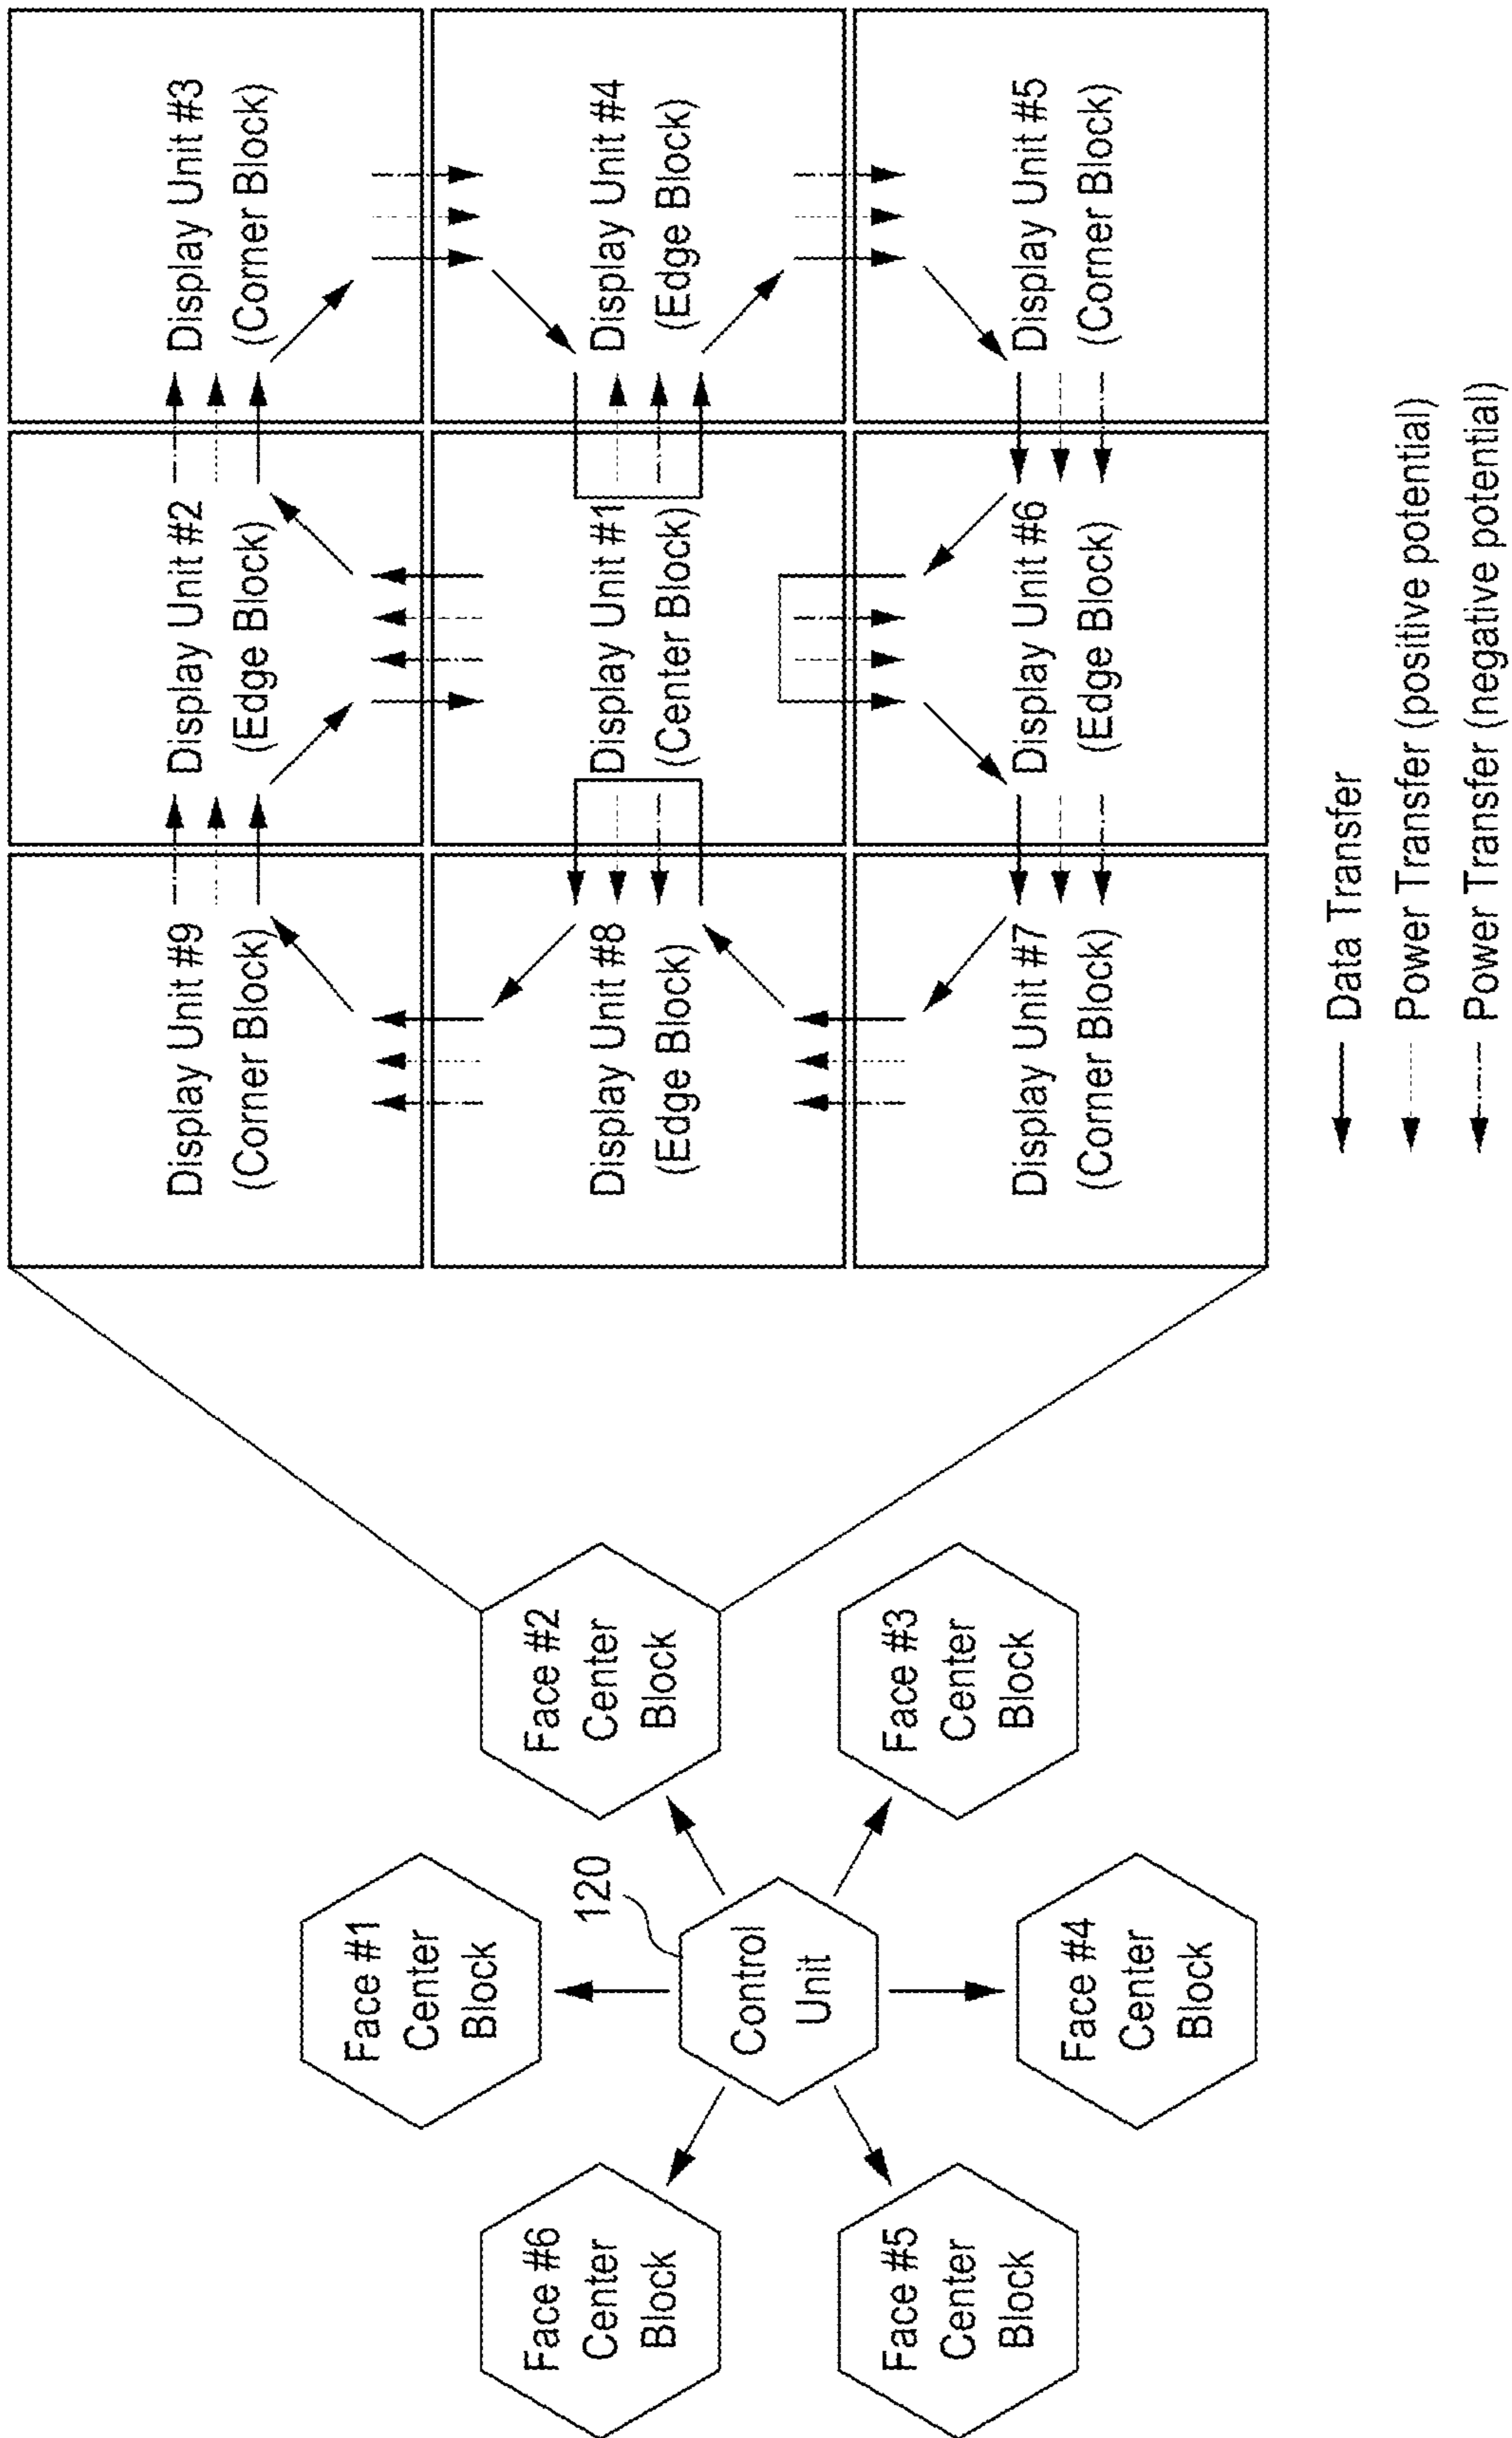 Face #1
Center
Block
Face #6
Center
Block
Face #2
Center
Block
120
Control
Unit
Face #5
Center
Block
Face #3
Center
Block
Face #4
Center
Block
Display Unit #9
(Corner Block)
Display Unit #2
(Edge Block)
Display Unit #3
(Corner Block)
Display Unit #8
(Edge Block)
Display Unit #1
(Center Block)
Display Unit #4
(Edge Block)
Display Unit #7
(Corner Block)
Display Unit #6
(Edge Block)
Display Unit #5
(Corner Block)
Data Transfer
Power Transfer (positive potential)
Power Transfer (negative potential)